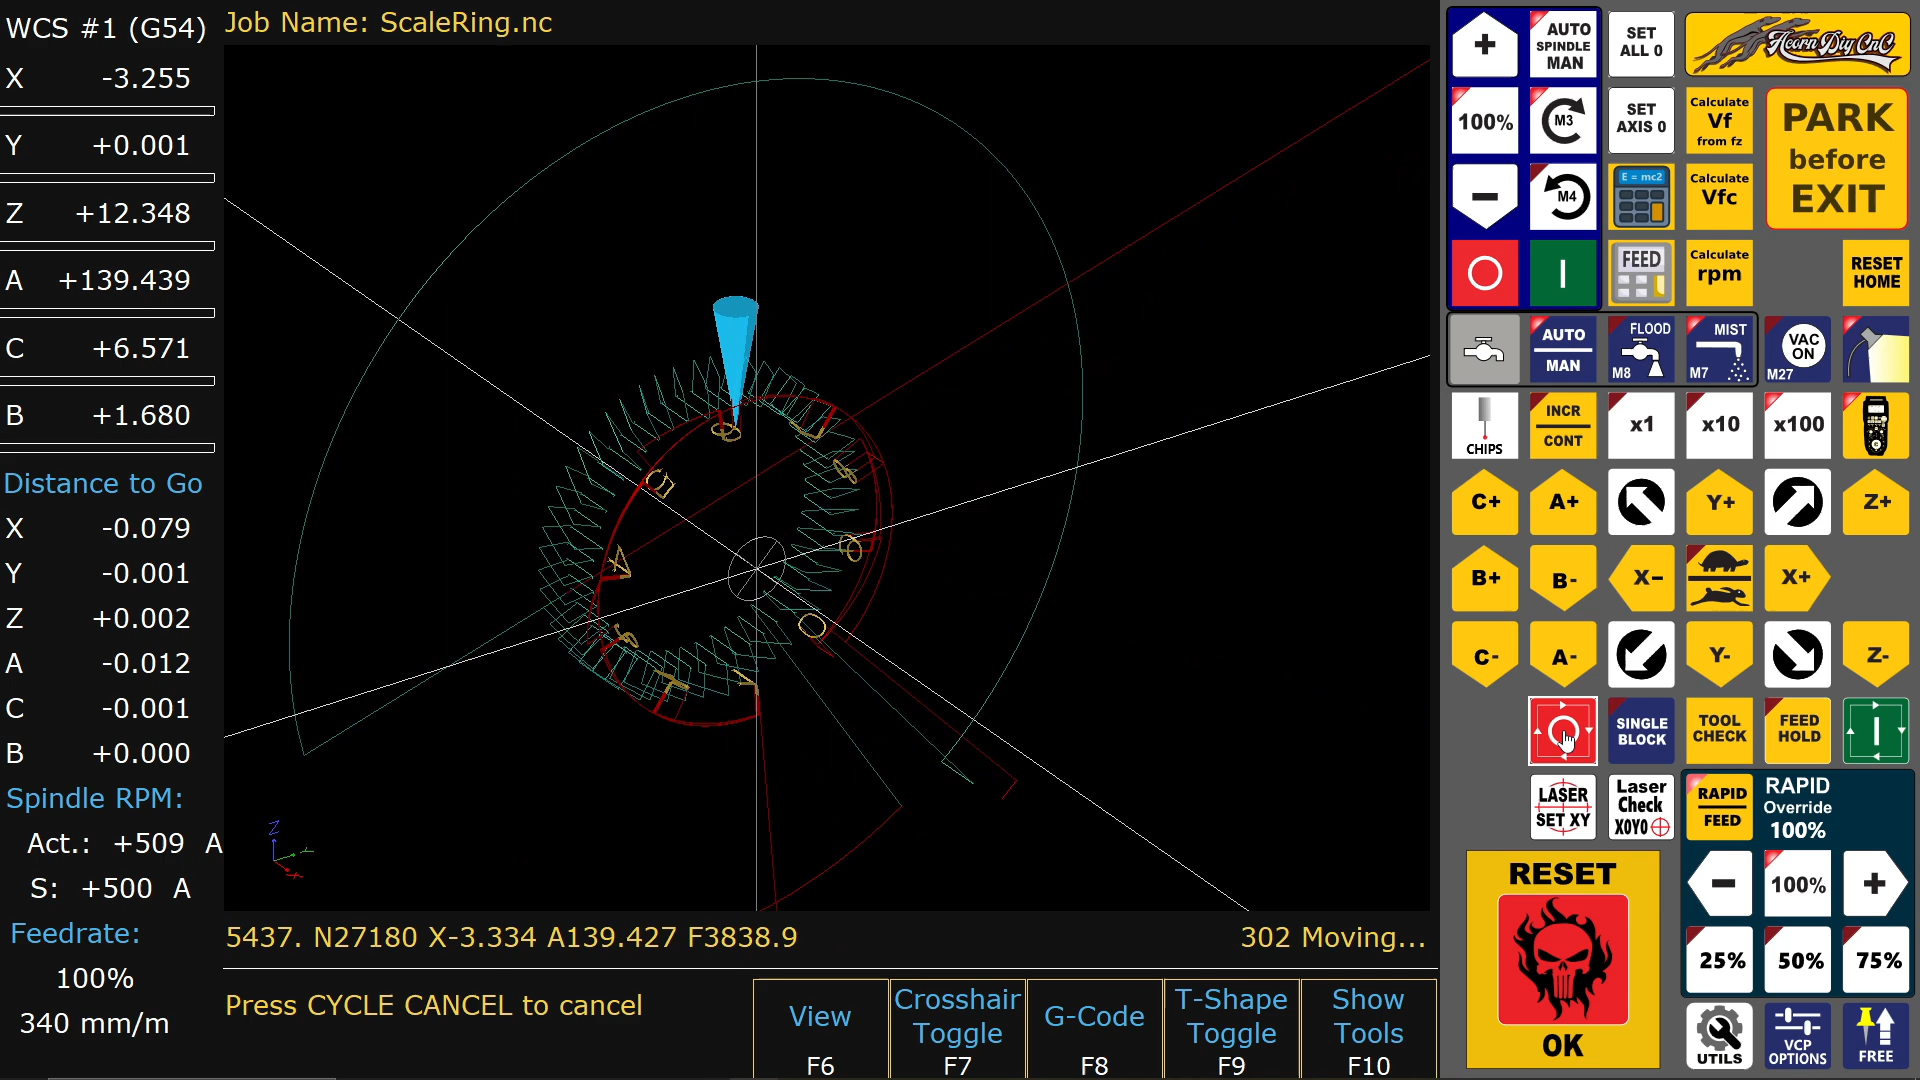 WCS #1 (G54)
Job Name: ScaleRing.nc
X -3.255
Y +0.001
Z +12.348
A +139.439
C +6.571
B +1.680
Distance to Go
X -0.079
Y -0.001
Z +0.002
A -0.012
C -0.001
B +0.000
Spindle RPM:
Act.: +509 A
S: +500 A
Feedrate:
100%
340 mm/m
Z
5437. N27180 X-3.334 A139.427 F3838.9
302 Moving...
Press CYCLE CANCEL to cancel
View
F6
Crosshair
Toggle
F7
G-Code
F8
T-Shape
Toggle
F9
Show
Tools
F10
+
AUTO
SPINDLE
MAN
SET
ALL 0
Acorn Diy CnC
100%
M3
SET
AXIS 0
Calculate
Vf
from fz
PARK
before
EXIT
−
M4
E = mc2
Calculate
Vfc
FEED
Calculate
rpm
RESET
HOME
AUTO
MAN
FLOOD
M8
MIST
M7
VAC
ON
M27
CHIPS
INCR
CONT
x1
x10
x100
C+
A+
Y+
Z+
B+
B-
X−
X+
C-
A-
Y-
Z-
SINGLE
BLOCK
TOOL
CHECK
FEED
HOLD
LASER
SET XY
Laser
Check
X0Y0
RAPID
FEED
RAPID
Override
100%
RESET
OK
−
100%
+
25%
50%
75%
UTILS
VCP
OPTIONS
FREE